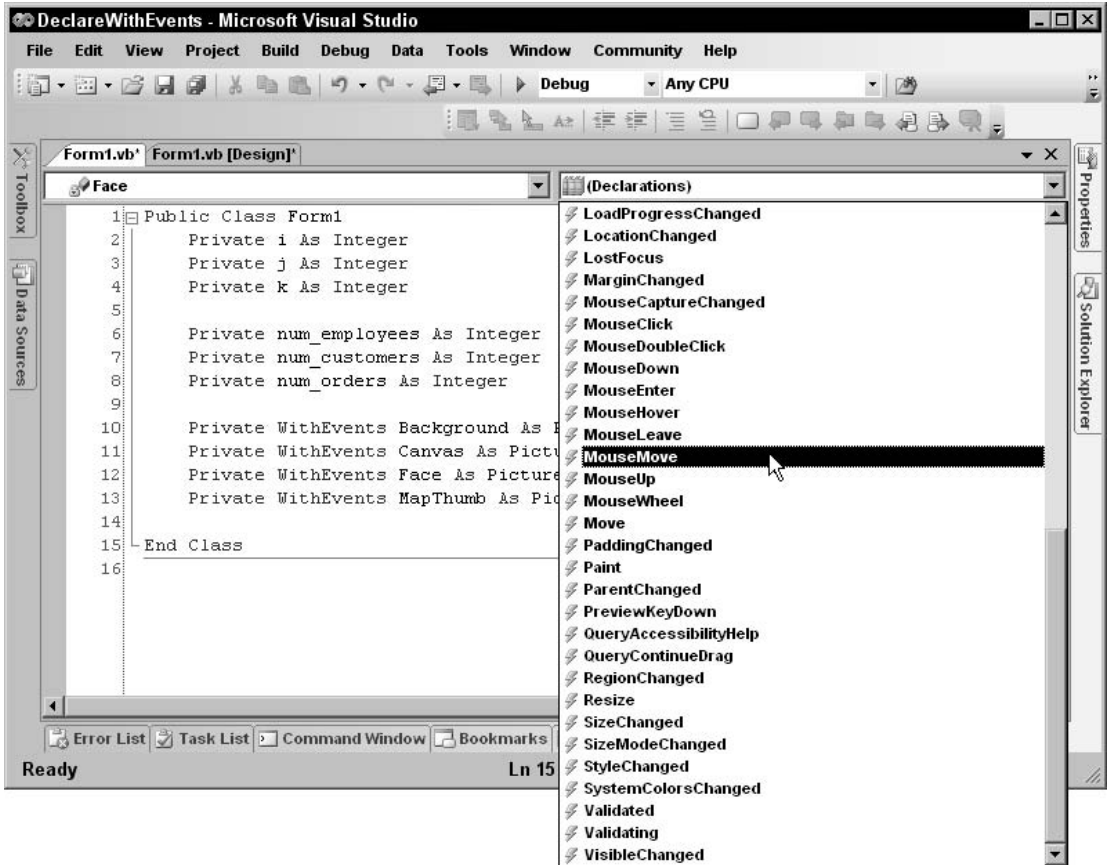 DeclareWithEvents - Microsoft Visual Studio
File Edit View Project Build Debug Data Tools Window Community Help
Debug Any CPU
Toolbox
Data Sources
Form1.vb* Form1.vb [Design]*
Face (Declarations)
1 Public Class Form1
2 Private i As Integer
3 Private j As Integer
4 Private k As Integer
5
6 Private num_employees As Integer
7 Private num_customers As Integer
8 Private num_orders As Integer
9
10 Private WithEvents Background As
11 Private WithEvents Canvas As Pictu
12 Private WithEvents Face As Picture
13 Private WithEvents MapThumb As Pic
14
15 End Class
16
LoadProgressChanged
LocationChanged
LostFocus
MarginChanged
MouseCaptureChanged
MouseClick
MouseDoubleClick
MouseDown
MouseEnter
MouseHover
MouseLeave
MouseMove
MouseUp
MouseWheel
Move
PaddingChanged
Paint
ParentChanged
PreviewKeyDown
QueryAccessibilityHelp
QueryContinueDrag
RegionChanged
Resize
SizeChanged
SizeModeChanged
StyleChanged
SystemColorsChanged
Validated
Validating
VisibleChanged
Properties
Solution Explorer
Error List Task List Command Window Bookmarks
Ready Ln 15